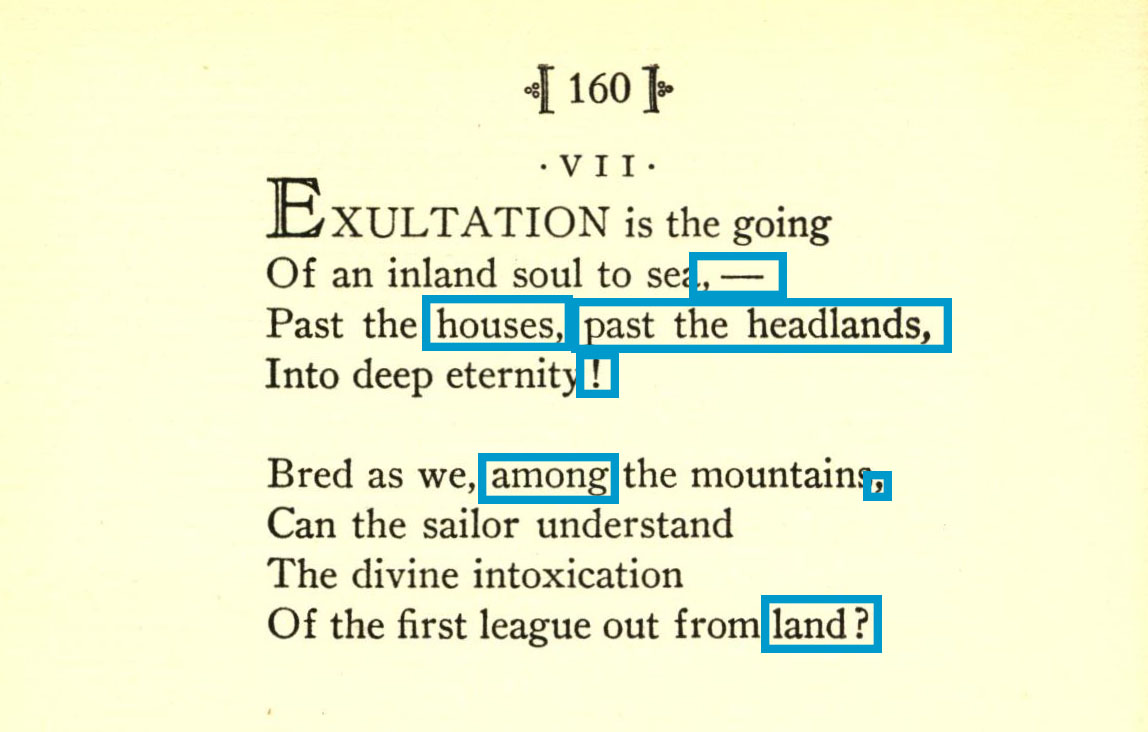 [ 160 ]
· VII ·
EXULTATION is the going
Of an inland soul to sea, —
Past the houses, past the headlands,
Into deep eternity!
Bred as we, among the mountains,
Can the sailor understand
The divine intoxication
Of the first league out from land?